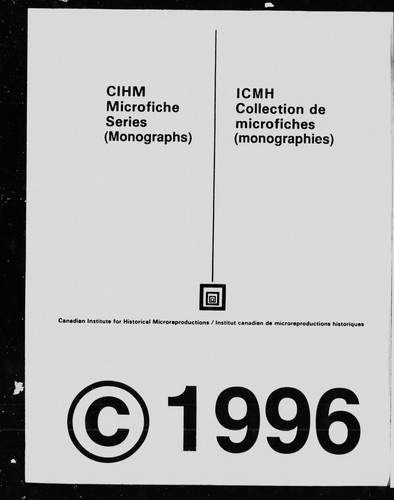 CIHM
Microfiche
Series
(Monographs)
ICMH
Collection de
microfiches
(monographies)
Canadian Institute for Historical Microreproductions / Institut canadien de microreproductions historiques
© 1996